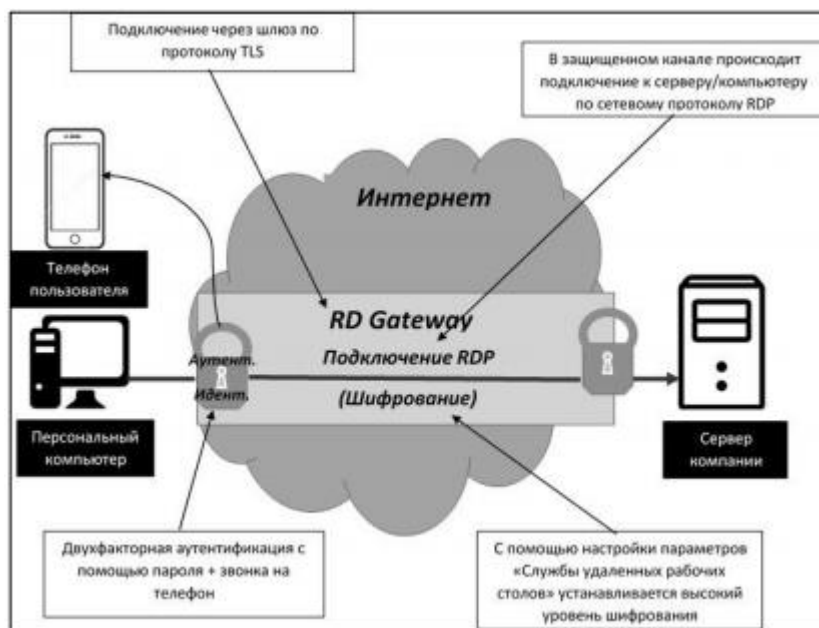 Подключение через шлюз по
протоколу TLS
В защищенном канале происходит
подключение к серверу/компьютеру
по сетевому протоколу RDP
Интернет
Телефон
пользователя
RD Gateway
Аутент.
Подключение RDP
Идент.
(Шифрование)
Персональный
компьютер
Сервер
компании
Двухфакторная аутентификация с
помощью пароля + звонка на
телефон
С помощью настройки параметров
«Службы удаленных рабочих
столов» устанавливается высокий
уровень шифрования